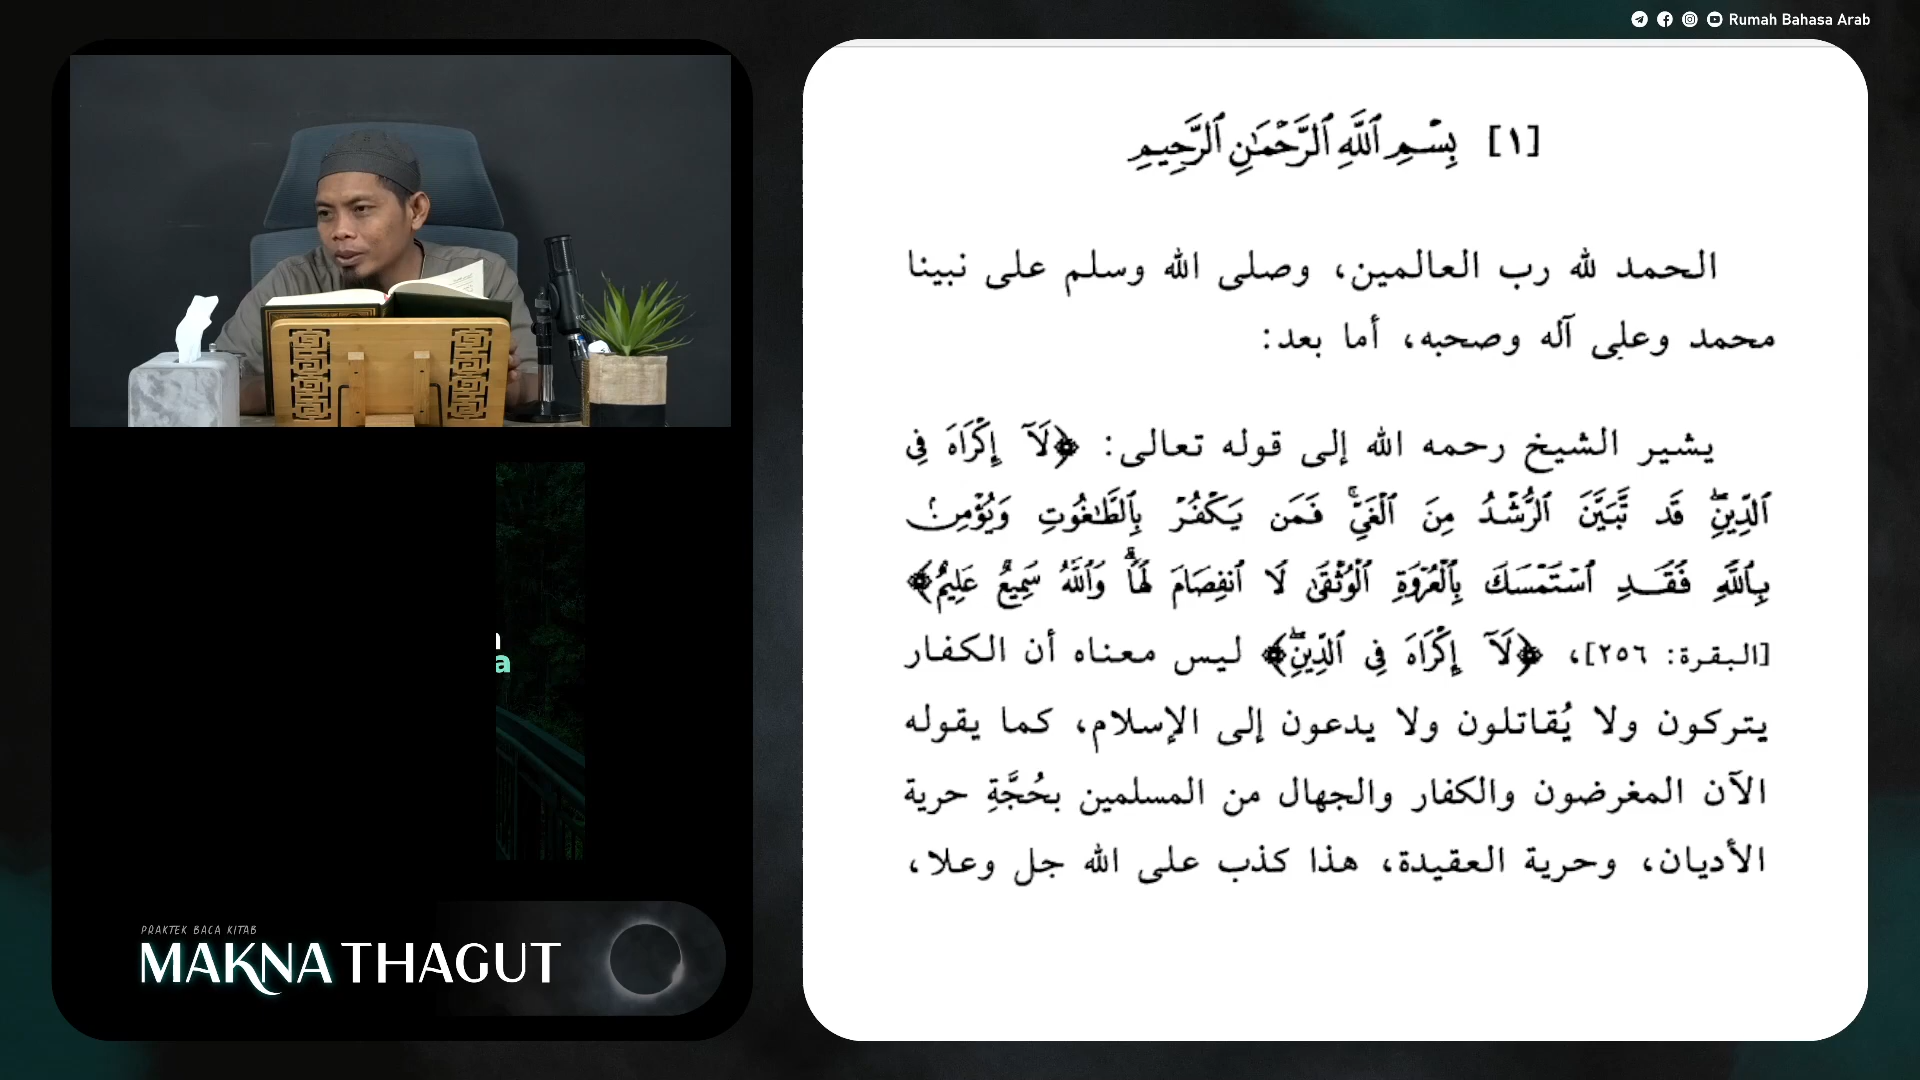 Rumah Bahasa Arab
[١] بِسْمِ ٱللَّهِ ٱلرَّحْمَٰنِ ٱلرَّحِيمِ
الحمد لله رب العالمين، وصلى الله وسلم على نبينا
محمد وعلى آله وصحبه، أما بعد:
يشير الشيخ رحمه الله إلى قوله تعالى: ﴿لَآ إِكْرَاهَ فِى
ٱلدِّينِۖ قَد تَّبَيَّنَ ٱلرُّشْدُ مِنَ ٱلْغَىِّۚ فَمَن يَكْفُرْ بِٱلطَّٰغُوتِ وَيُؤْمِنۢ
بِٱللَّهِ فَقَدِ ٱسْتَمْسَكَ بِٱلْعُرْوَةِ ٱلْوُثْقَىٰ لَا ٱنفِصَامَ لَهَاۗ وَٱللَّهُ سَمِيعٌ عَلِيمٌ﴾
[البقرة: ٢٥٦]، ﴿لَآ إِكْرَاهَ فِى ٱلدِّينِۖ﴾ ليس معناه أن الكفار
يتركون ولا يُقاتلون ولا يدعون إلى الإسلام، كما يقوله
الآن المغرضون والكفار والجهال من المسلمين بحُجَّةِ حرية
الأديان، وحرية العقيدة، هذا كذب على الله جل وعلا،
a
PRAKTEK BACA KITAB
MAKNA THAGUT